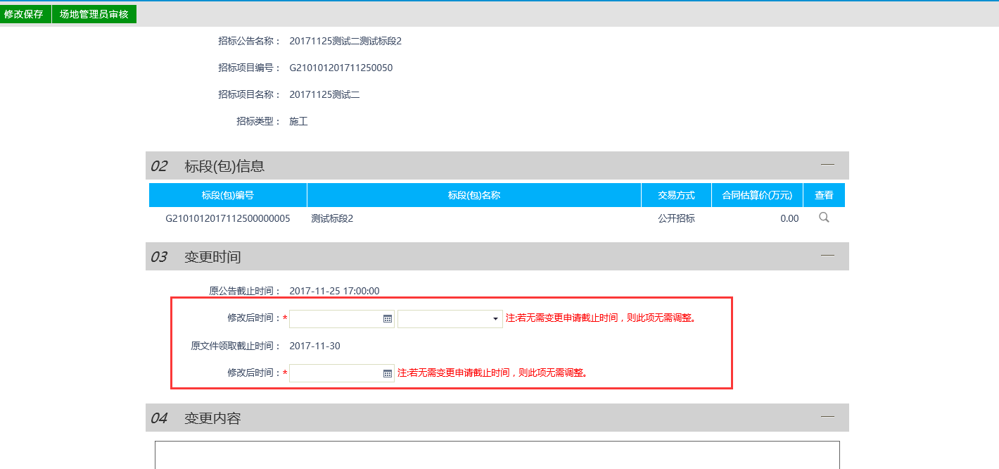 修改保存 场地管理员审核
招标公告名称： 20171125测试二测试标段2
招标项目编号： G210101201711250050
招标项目名称： 20171125测试二
招标类型： 施工
02 标段(包)信息
标段(包)编号 标段(包)名称 交易方式 合同估算价(万元) 查看
G2101012017112500000005 测试标段2 公开招标 0.00
03 变更时间
原公告截止时间： 2017-11-25 17:00:00
修改后时间：* 注:若无需变更申请截止时间，则此项无需调整。
原文件领取截止时间： 2017-11-30
修改后时间：* 注:若无需变更申请截止时间，则此项无需调整。
04 变更内容